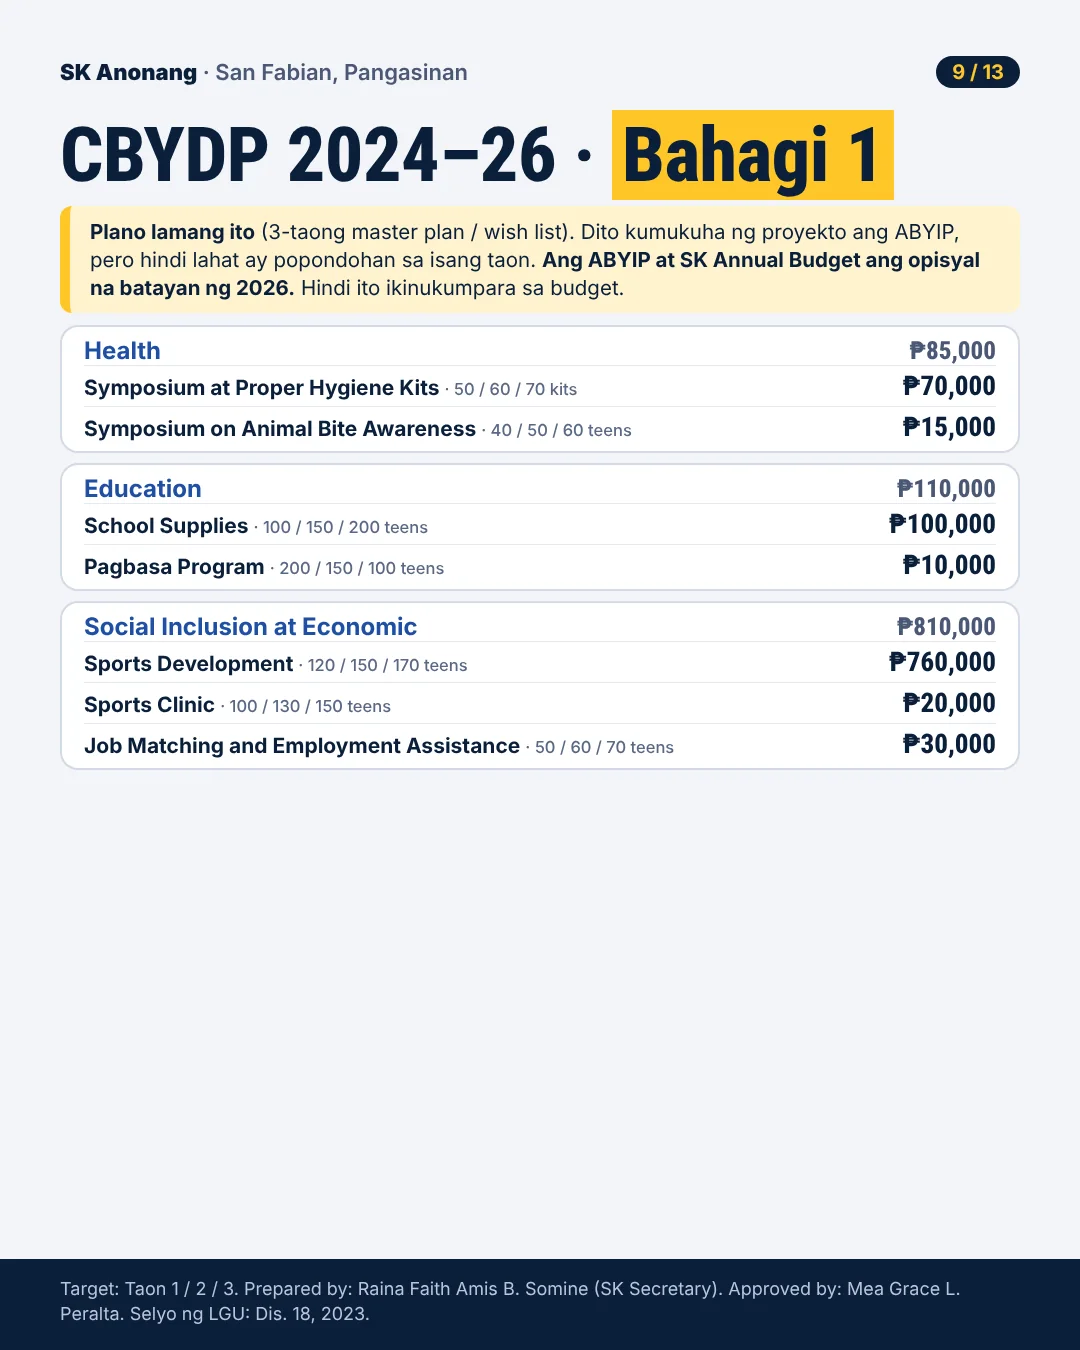 SK Anonang · San Fabian, Pangasinan
9 / 13
CBYDP 2024–26 · Bahagi 1
Plano lamang ito (3-taong master plan / wish list). Dito kumukuha ng proyekto ang ABYIP,
pero hindi lahat ay popondohan sa isang taon. Ang ABYIP at SK Annual Budget ang opisyal
na batayan ng 2026. Hindi ito ikinukumpara sa budget.
Health ₱85,000
Symposium at Proper Hygiene Kits · 50 / 60 / 70 kits ₱70,000
Symposium on Animal Bite Awareness · 40 / 50 / 60 teens ₱15,000
Education ₱110,000
School Supplies · 100 / 150 / 200 teens ₱100,000
Pagbasa Program · 200 / 150 / 100 teens ₱10,000
Social Inclusion at Economic ₱810,000
Sports Development · 120 / 150 / 170 teens ₱760,000
Sports Clinic · 100 / 130 / 150 teens ₱20,000
Job Matching and Employment Assistance · 50 / 60 / 70 teens ₱30,000
Target: Taon 1 / 2 / 3. Prepared by: Raina Faith Amis B. Somine (SK Secretary). Approved by: Mea Grace L.
Peralta. Selyo ng LGU: Dis. 18, 2023.